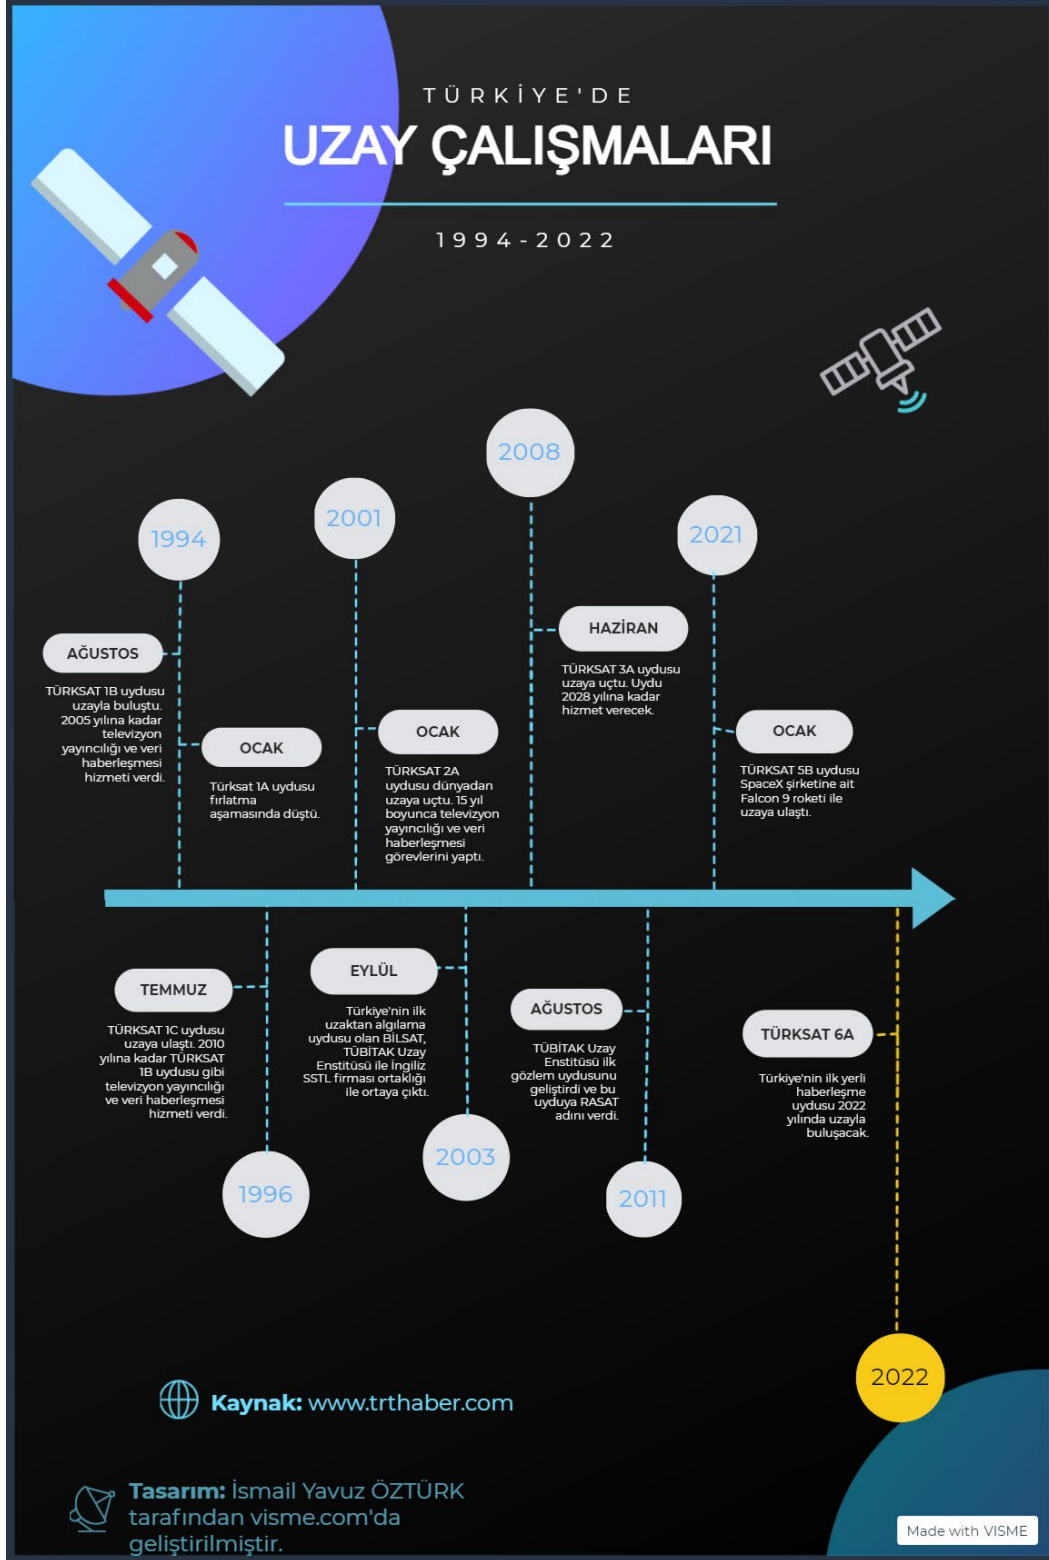 TÜRKİYE'DE
UZAY ÇALIŞMALARI
1994-2022
1994
AĞUSTOS
TÜRKSAT 1B uydusu
uzayla buluştu.
2005 yılına kadar
televizyon
yayıncılığı ve veri
haberleşmesi
hizmeti verdi.
OCAK
Türksat 1A uydusu
fırlatma
aşamasında düştü.
2001
OCAK
TÜRKSAT 2A
uydusu dünyadan
uzaya uçtu. 15 yıl
boyunca televizyon
yayıncılığı ve veri
haberleşmesi
görevlerini yaptı.
2008
HAZİRAN
TÜRKSAT 3A uydusu
uzaya uçtu. Uydu
2028 yılına kadar
hizmet verecek.
2021
OCAK
TÜRKSAT 5B uydusu
SpaceX şirketine ait
Falcon 9 roketi ile
uzaya ulaştı.
TEMMUZ
TÜRKSAT 1C uydusu
uzaya ulaştı. 2010
yılına kadar TÜRKSAT
1B uydusu gibi
televizyon yayıncılığı
ve veri haberleşmesi
hizmeti verdi.
1996
EYLÜL
Türkiye'nin ilk
uzaktan algılama
uydusu olan BİLSAT,
TÜBİTAK Uzay
Enstitüsü ile İngiliz
SSTL firması ortaklığı
ile ortaya çıktı.
2003
AĞUSTOS
TÜBİTAK Uzay
Enstitüsü ilk
gözlem uydusunu
geliştirdi ve bu
uyduya RASAT
adını verdi.
2011
TÜRKSAT 6A
Türkiye'nin ilk yerli
haberleşme
uydusu 2022
yılında uzayla
buluşacak.
2022
Kaynak: www.trthaber.com
Tasarım: İsmail Yavuz ÖZTÜRK
tarafından visme.com'da
geliştirilmiştir.
Made with VISME